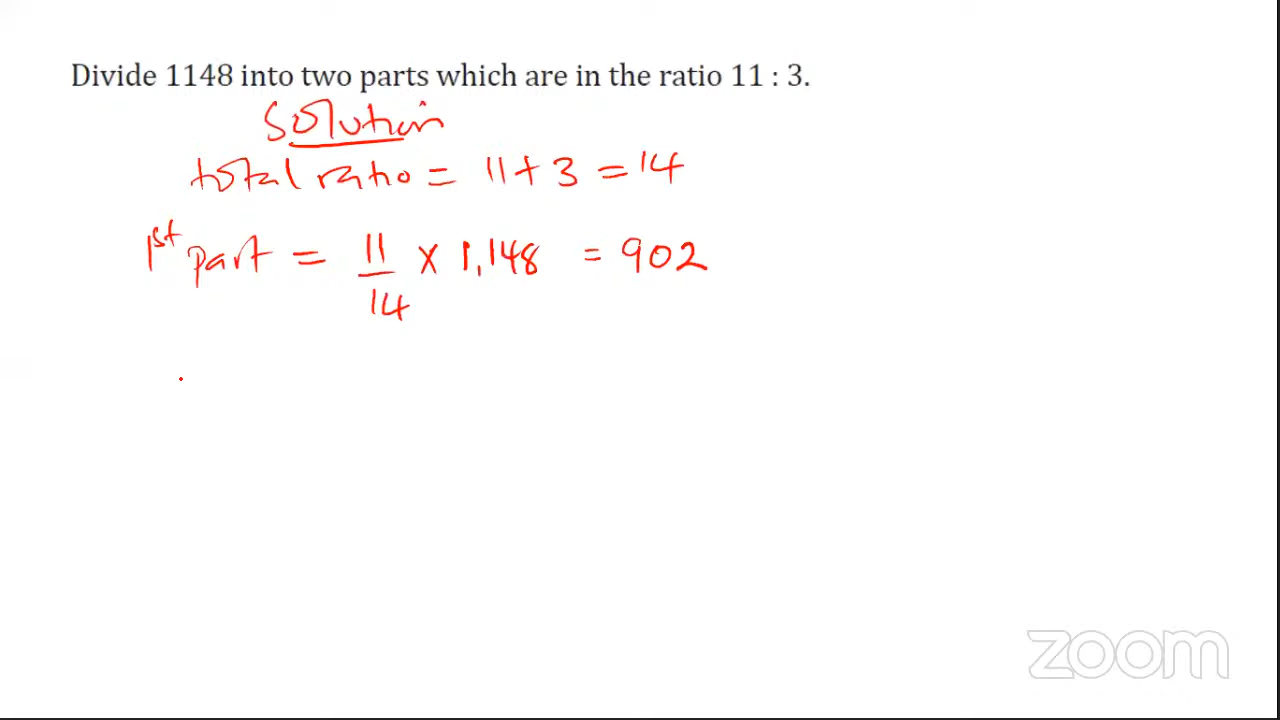 Divide 1148 into two parts which are in the ratio 11 : 3.
Solution
total ratio = 11 + 3 = 14
1st part = 11/14 × 1,148 = 902
zoom